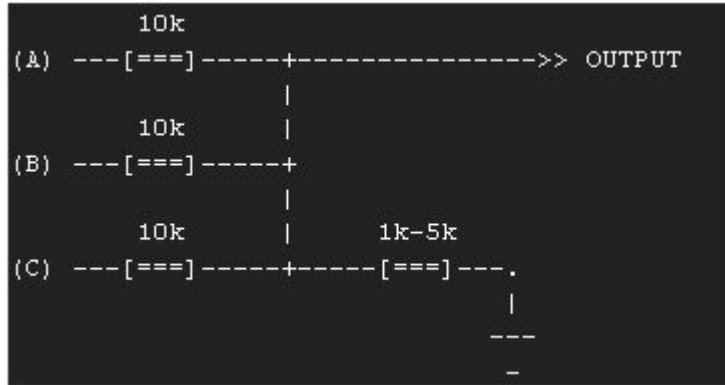 10k
(A) ---[===]-----+--------------->> OUTPUT
|
10k |
(B) ---[===]-----+
|
10k | 1k-5k
(C) ---[===]-----+-----[===]---.
|
---
-